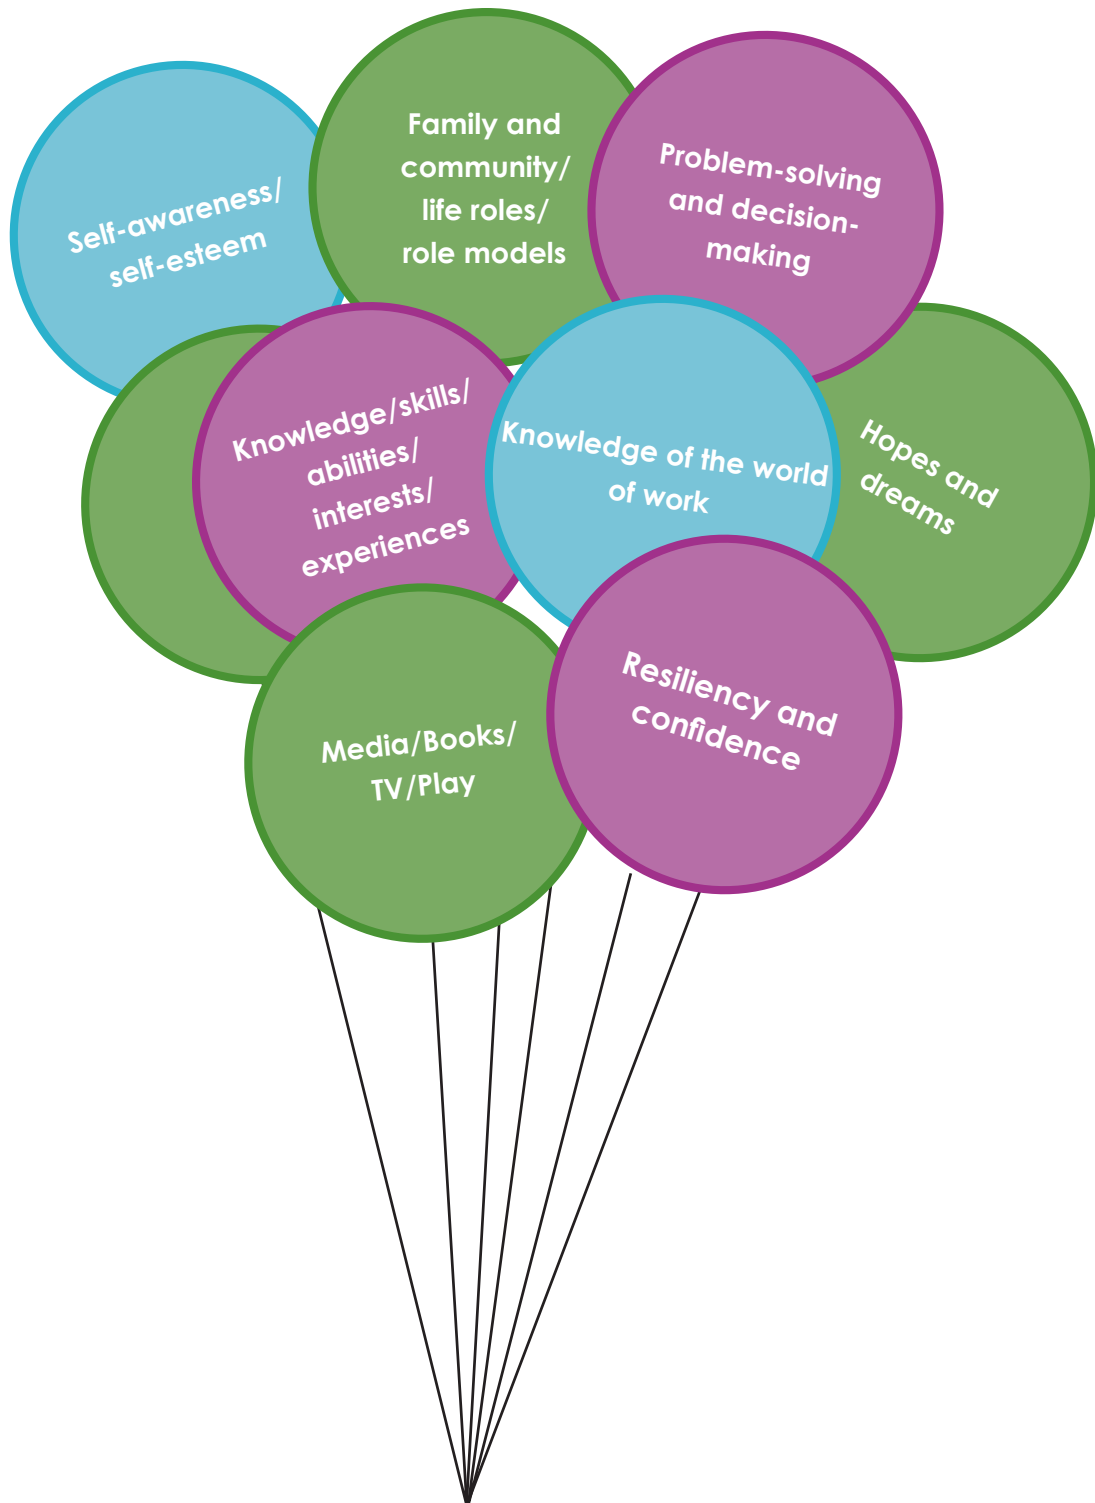 Self-awareness/
self-esteem
Family and
community/
life roles/
role models
Problem-solving
and decision-
making
Knowledge/skills/
abilities/
interests/
experiences
Knowledge of the world
of work
Hopes and
dreams
Media/Books/
TV/Play
Resiliency and
confidence